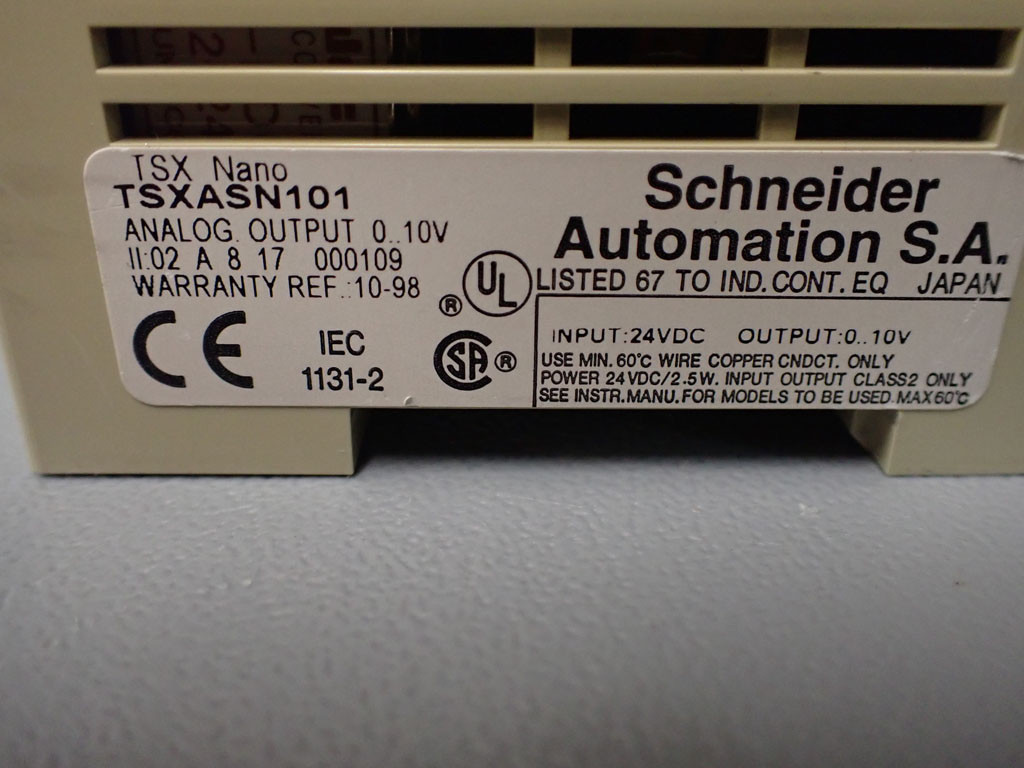 TSX Nano
TSXASN101
ANALOG. OUTPUT 0..10V
II:02 A 8 17 000109
WARRANTY REF.:10-98
CE
IEC
1131-2
® UL
SA ®
Schneider
Automation S.A.
LISTED 67 TO IND.CONT. EQ JAPAN
INPUT:24VDC OUTPUT:0..10V
USE MIN. 60°C WIRE COPPER CNDCT. ONLY
POWER 24VDC/2.5W. INPUT OUTPUT CLASS2 ONLY
SEE INSTR.MANU.FOR MODELS TO BE USED.MAX60°C